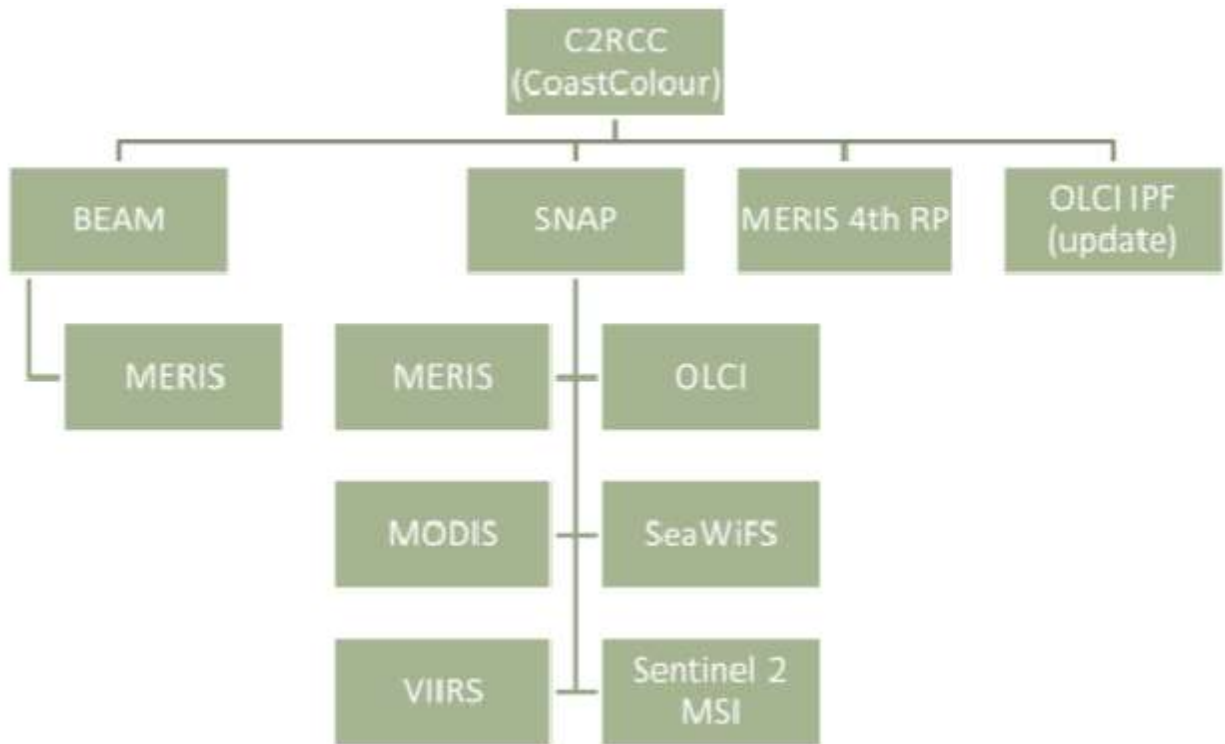 C2RCC
(CoastColour)
BEAM
SNAP
MERIS 4th RP
OLCI IPF
(update)
MERIS
MERIS
OLCI
MODIS
SeaWiFS
VIIRS
Sentinel 2
MSI